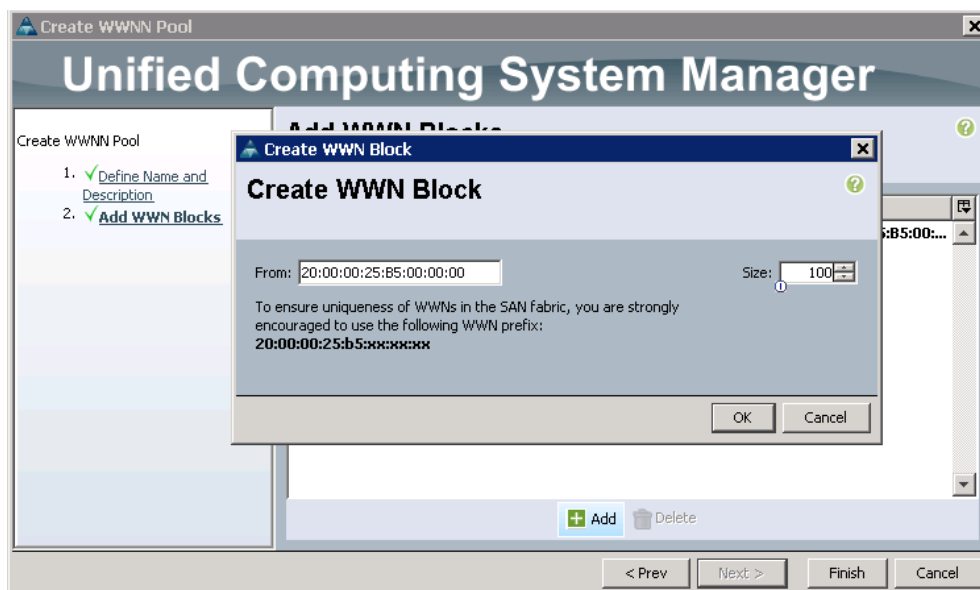 Create WWNN Pool
Unified Computing System Manager
Create WWNN Pool
1. Define Name and
Description
2. Add WWN Blocks
Add WWN Blocks
Create WWN Block
Create WWN Block
:B5:00:...
From: 20:00:00:25:B5:00:00:00
Size: 100
To ensure uniqueness of WWNs in the SAN fabric, you are strongly
encouraged to use the following WWN prefix:
20:00:00:25:b5:xx:xx:xx
OK Cancel
Add Delete
< Prev Next > Finish Cancel